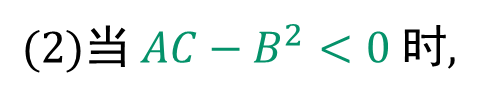 (2)当 AC − B² < 0 时,